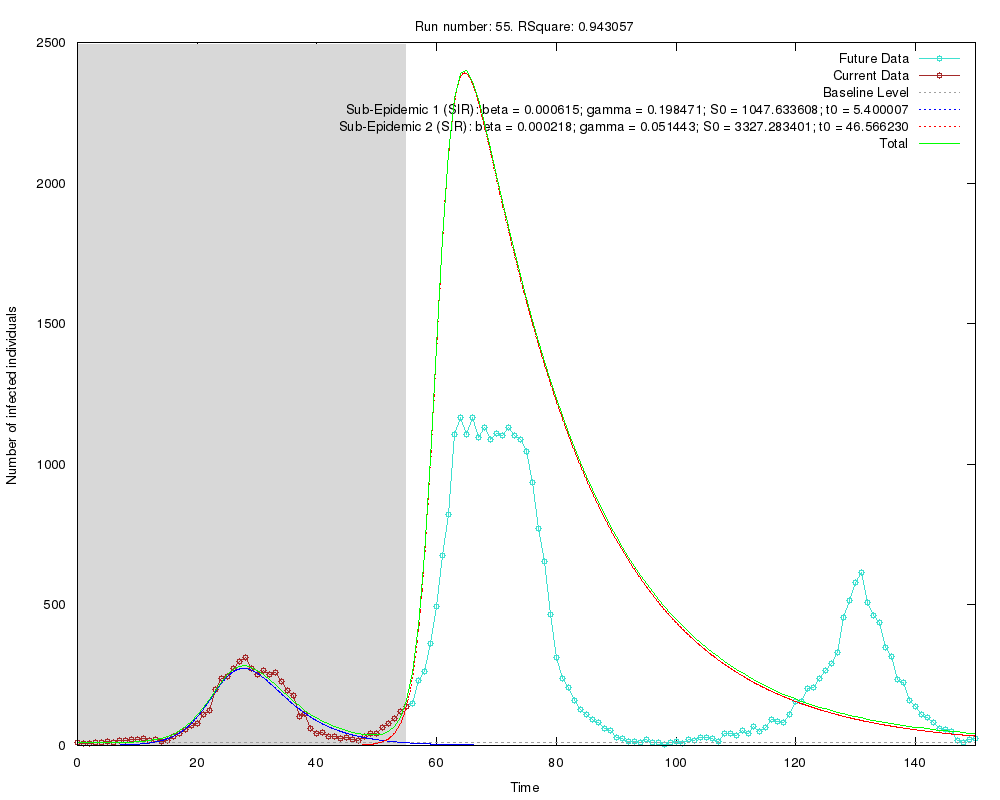 Run number: 55. RSquare: 0.943057
Future Data
Current Data
Baseline Level
Sub-Epidemic 1 (SIR): beta = 0.000615; gamma = 0.198471; S0 = 1047.633608; t0 = 5.400007
Sub-Epidemic 2 (SIR): beta = 0.000218; gamma = 0.051443; S0 = 3327.283401; t0 = 46.566230
Total
2500
2000
1500
1000
500
0
Number of infected individuals
0 20 40 60 80 100 120 140
Time